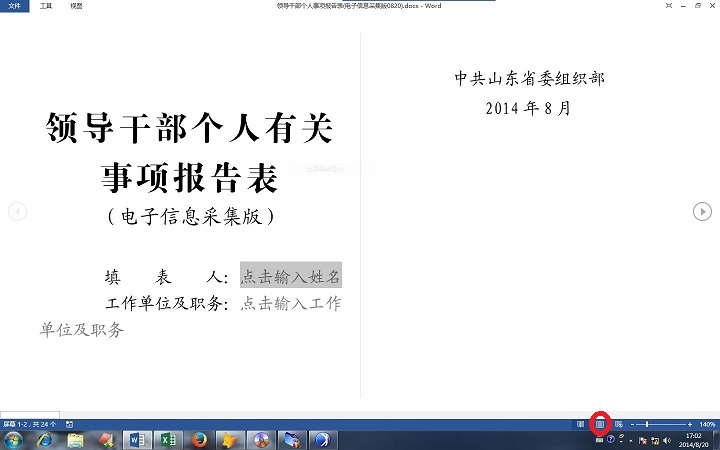 文件 工具 视图
领导干部个人事项报告表(电子信息采集版0820).docs - Word
中共山东省委组织部
2014 年 8 月
领导干部个人有关
事项报告表
（电子信息采集版）
填 表 人：点击输入姓名
工作单位及职务：点击输入工作
单位及职务
屏幕 1-2，共 24 个
140%
17:02
2014/8/20